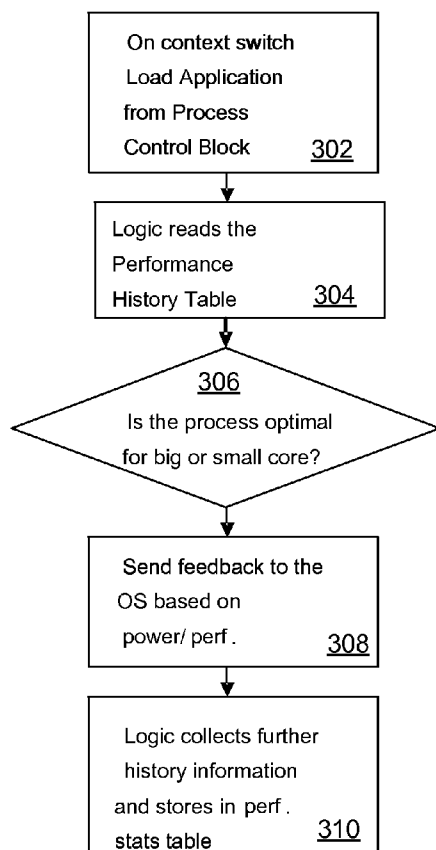 On context switch
Load Application
from Process
Control Block 302
Logic reads the
Performance
History Table 304
306
Is the process optimal
for big or small core?
Send feedback to the
OS based on
power/ perf. 308
Logic collects further
history information
and stores in perf.
stats table 310